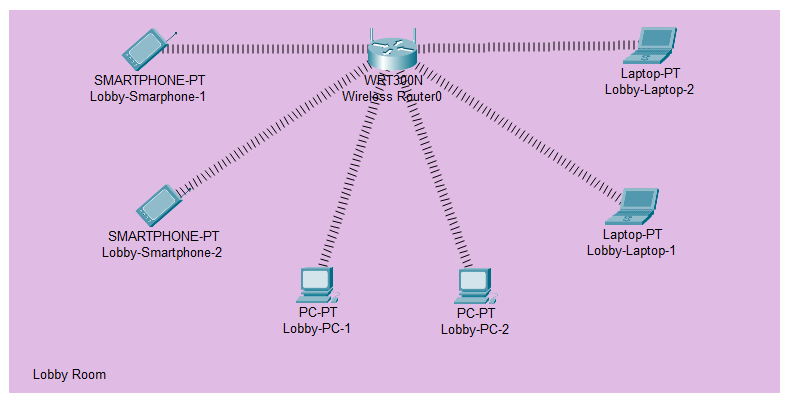 SMARTPHONE-PT
Lobby-Smarphone-1
WRT300N
Wireless Router0
Laptop-PT
Lobby-Laptop-2
SMARTPHONE-PT
Lobby-Smartphone-2
Laptop-PT
Lobby-Laptop-1
PC-PT
Lobby-PC-1
PC-PT
Lobby-PC-2
Lobby Room